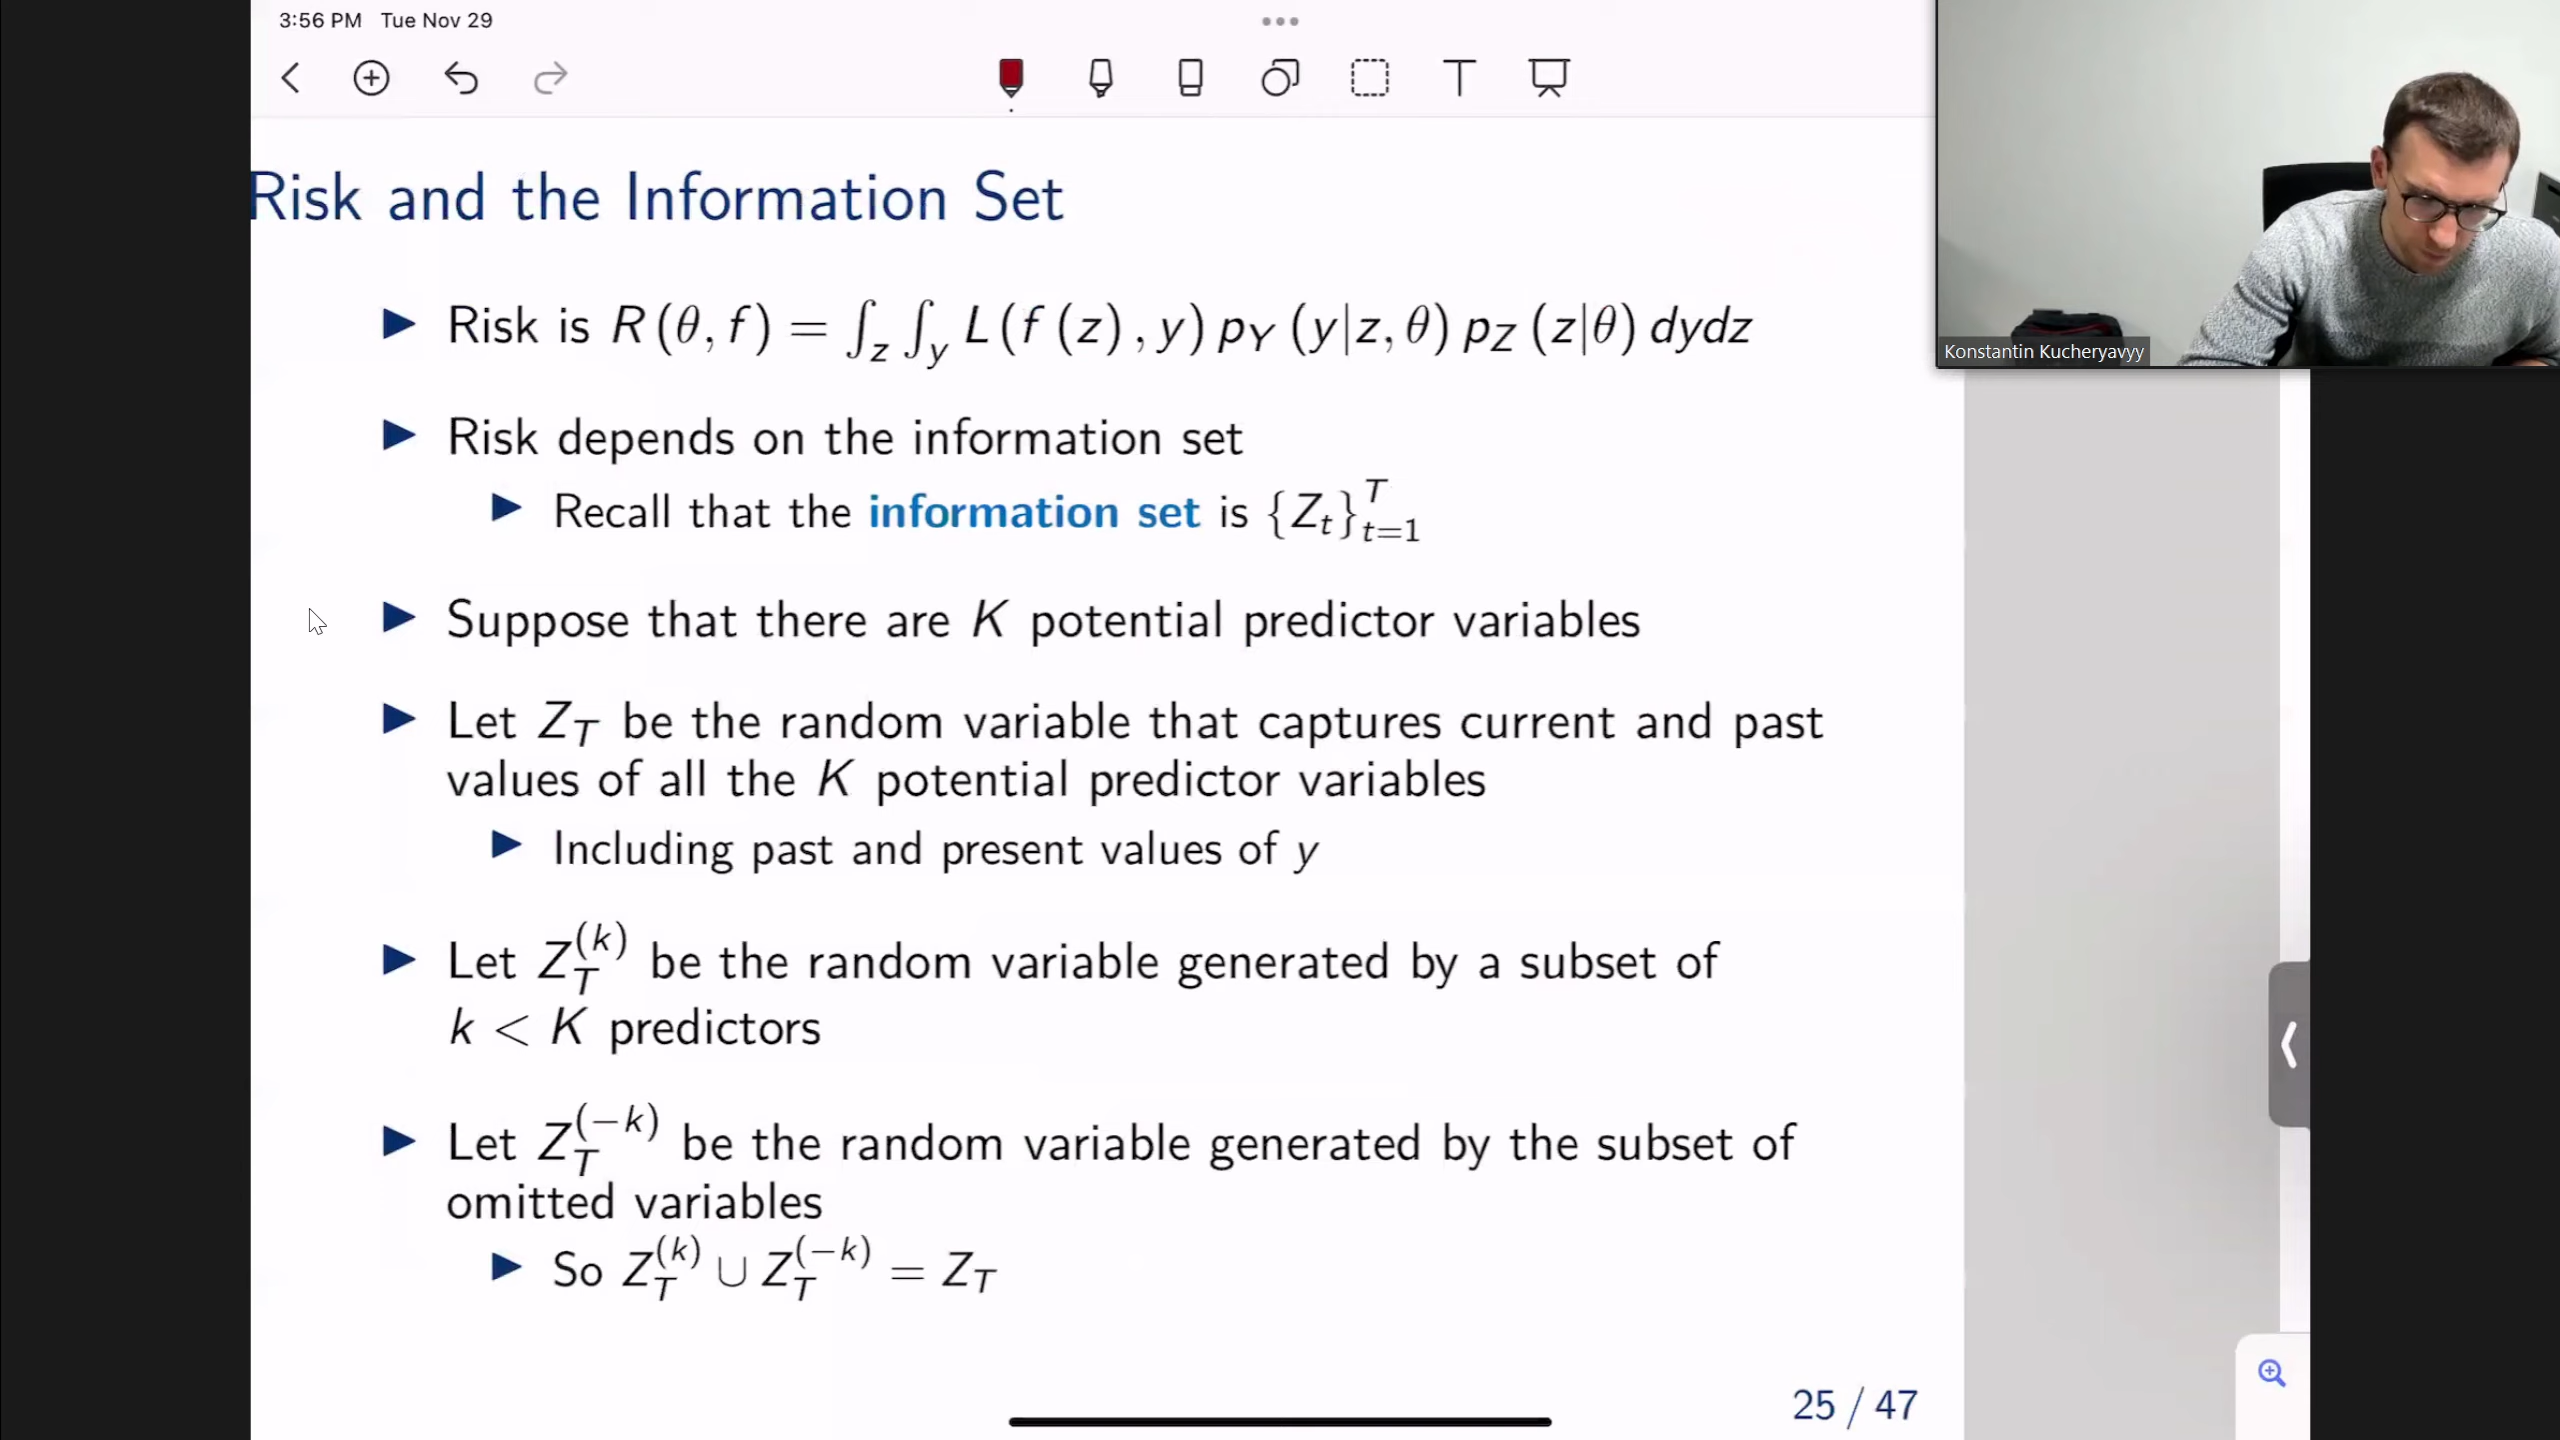 3:56 PM Tue Nov 29
Risk and the Information Set
▶ Risk is R (θ, f) = ∫_z ∫_y L (f (z), y) p_Y (y|z, θ) p_Z (z|θ) dydz
▶ Risk depends on the information set
▶ Recall that the information set is {Z_t}_{t=1}^T
▶ Suppose that there are K potential predictor variables
▶ Let Z_T be the random variable that captures current and past
values of all the K potential predictor variables
▶ Including past and present values of y
▶ Let Z_T^{(k)} be the random variable generated by a subset of
k < K predictors
▶ Let Z_T^{(−k)} be the random variable generated by the subset of
omitted variables
▶ So Z_T^{(k)} ∪ Z_T^{(−k)} = Z_T
25 / 47
Konstantin Kucheryavyy